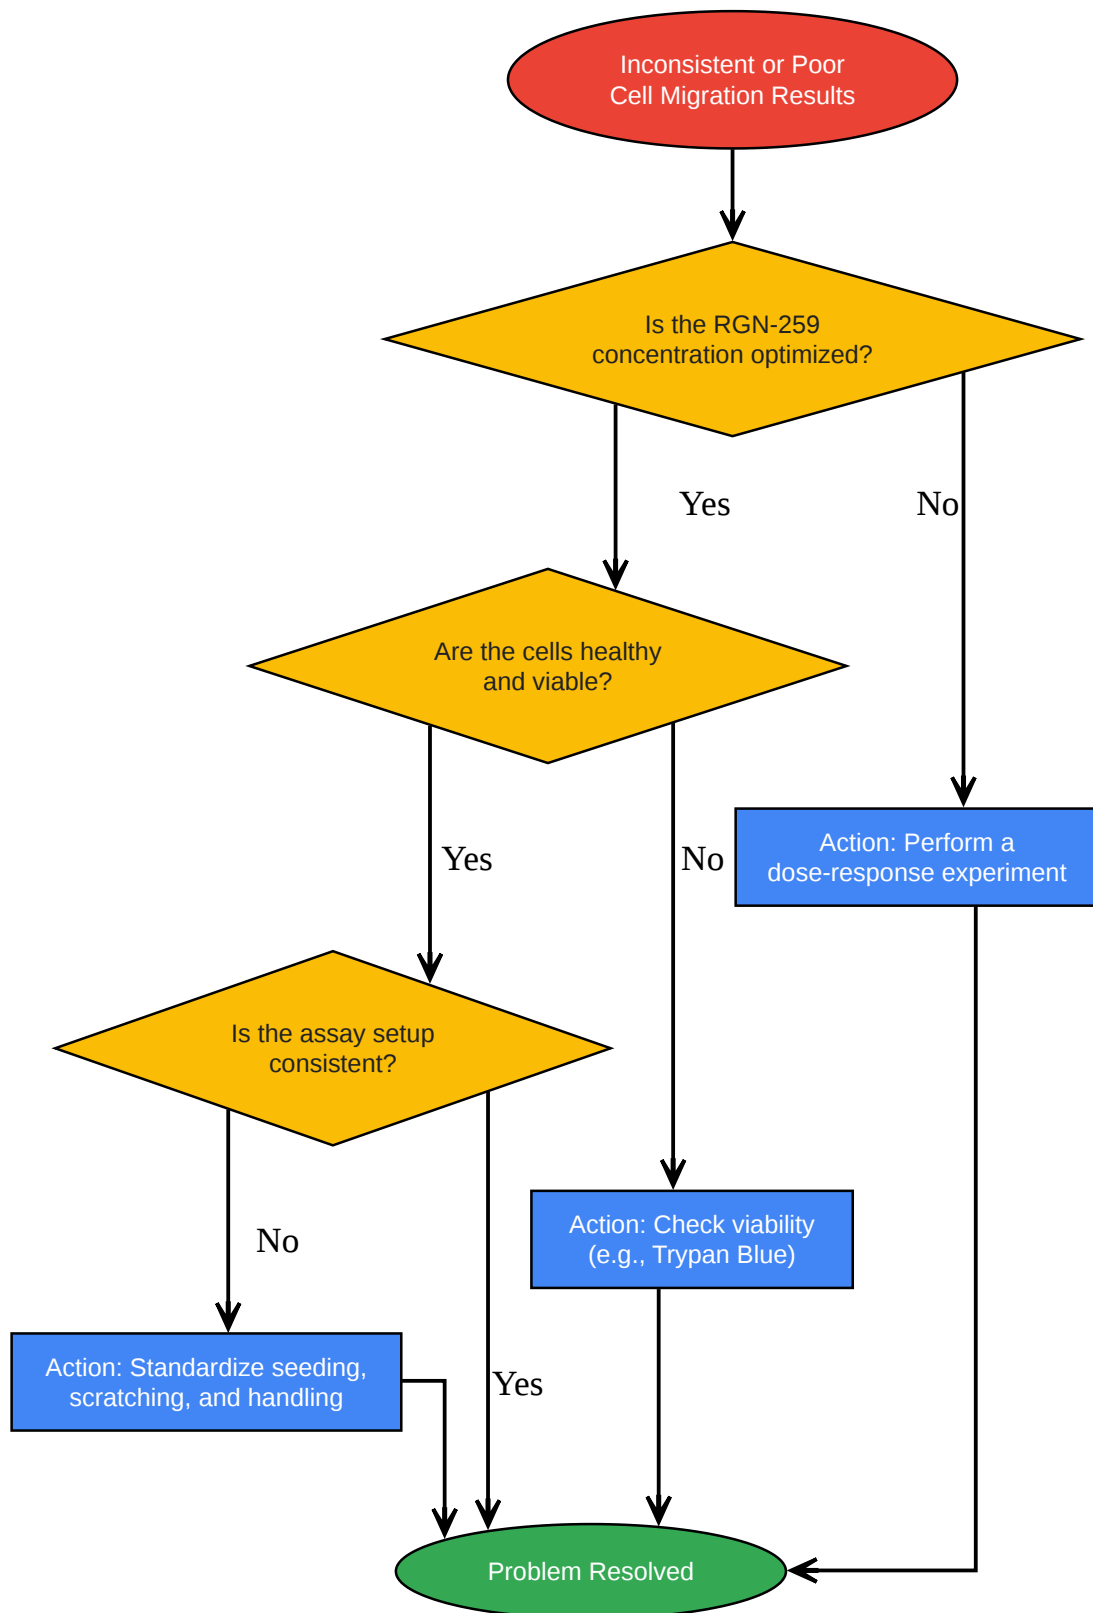 Inconsistent or Poor
Cell Migration Results
Is the RGN-259
concentration optimized?
Yes
No
Are the cells healthy
and viable?
Yes
No
Action: Perform a
dose-response experiment
Is the assay setup
consistent?
No
Action: Check viability
(e.g., Trypan Blue)
Action: Standardize seeding,
scratching, and handling
Yes
Problem Resolved